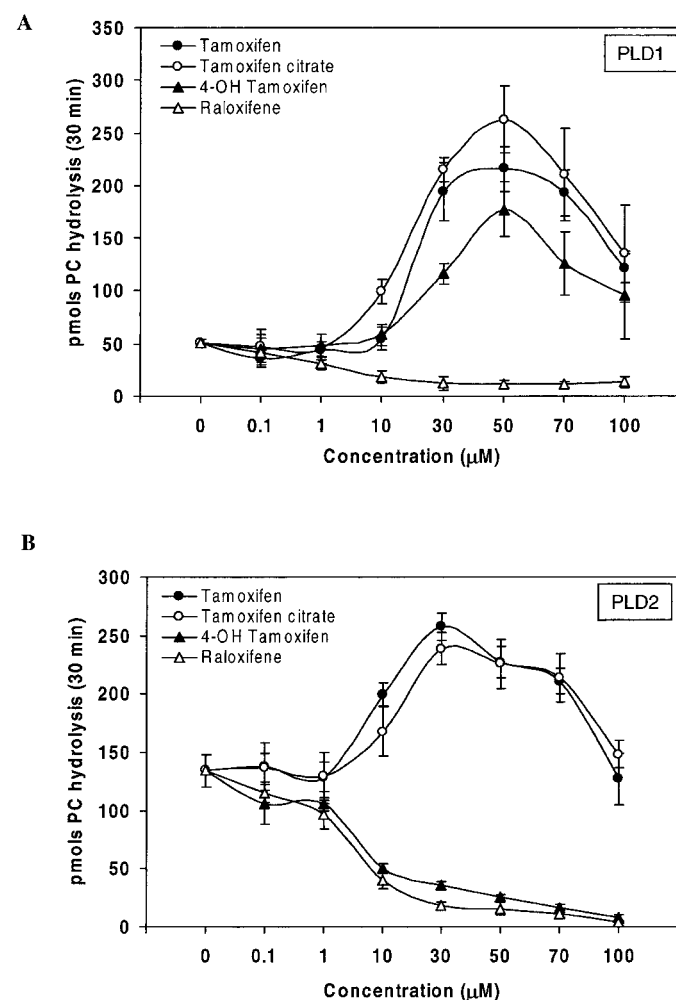 A
PLD1
Tamoxifen
Tamoxifen citrate
4-OH Tamoxifen
Raloxifene
pmols PC hydrolysis (30 min)
350
300
250
200
150
100
50
0
0 0.1 1 10 30 50 70 100
Concentration (µM)
B
PLD2
Tamoxifen
Tamoxifen citrate
4-OH Tamoxifen
Raloxifene
pmols PC hydrolysis (30 min)
300
250
200
150
100
50
0
0 0.1 1 10 30 50 70 100
Concentration (µM)